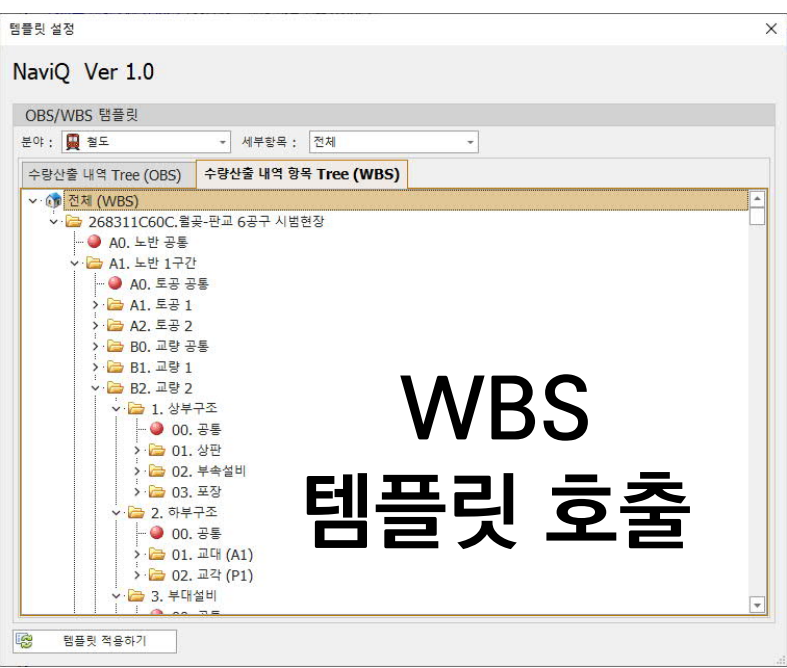 템플릿 설정
NaviQ Ver 1.0
OBS/WBS 템플릿
분야 : 철도 세부항목 : 전체
수량산출 내역 Tree (OBS) 수량산출 내역 항목 Tree (WBS)
전체 (WBS)
268311C60C.월곶-판교 6공구 시범현장
A0. 노반 공통
A1. 노반 1구간
A0. 토공 공통
A1. 토공 1
A2. 토공 2
B0. 교량 공통
B1. 교량 1
B2. 교량 2
1. 상부구조
00. 공통
01. 상판
02. 부속설비
03. 포장
2. 하부구조
00. 공통
01. 교대 (A1)
02. 교각 (P1)
3. 부대설비
WBS
템플릿 호출
템플릿 적용하기